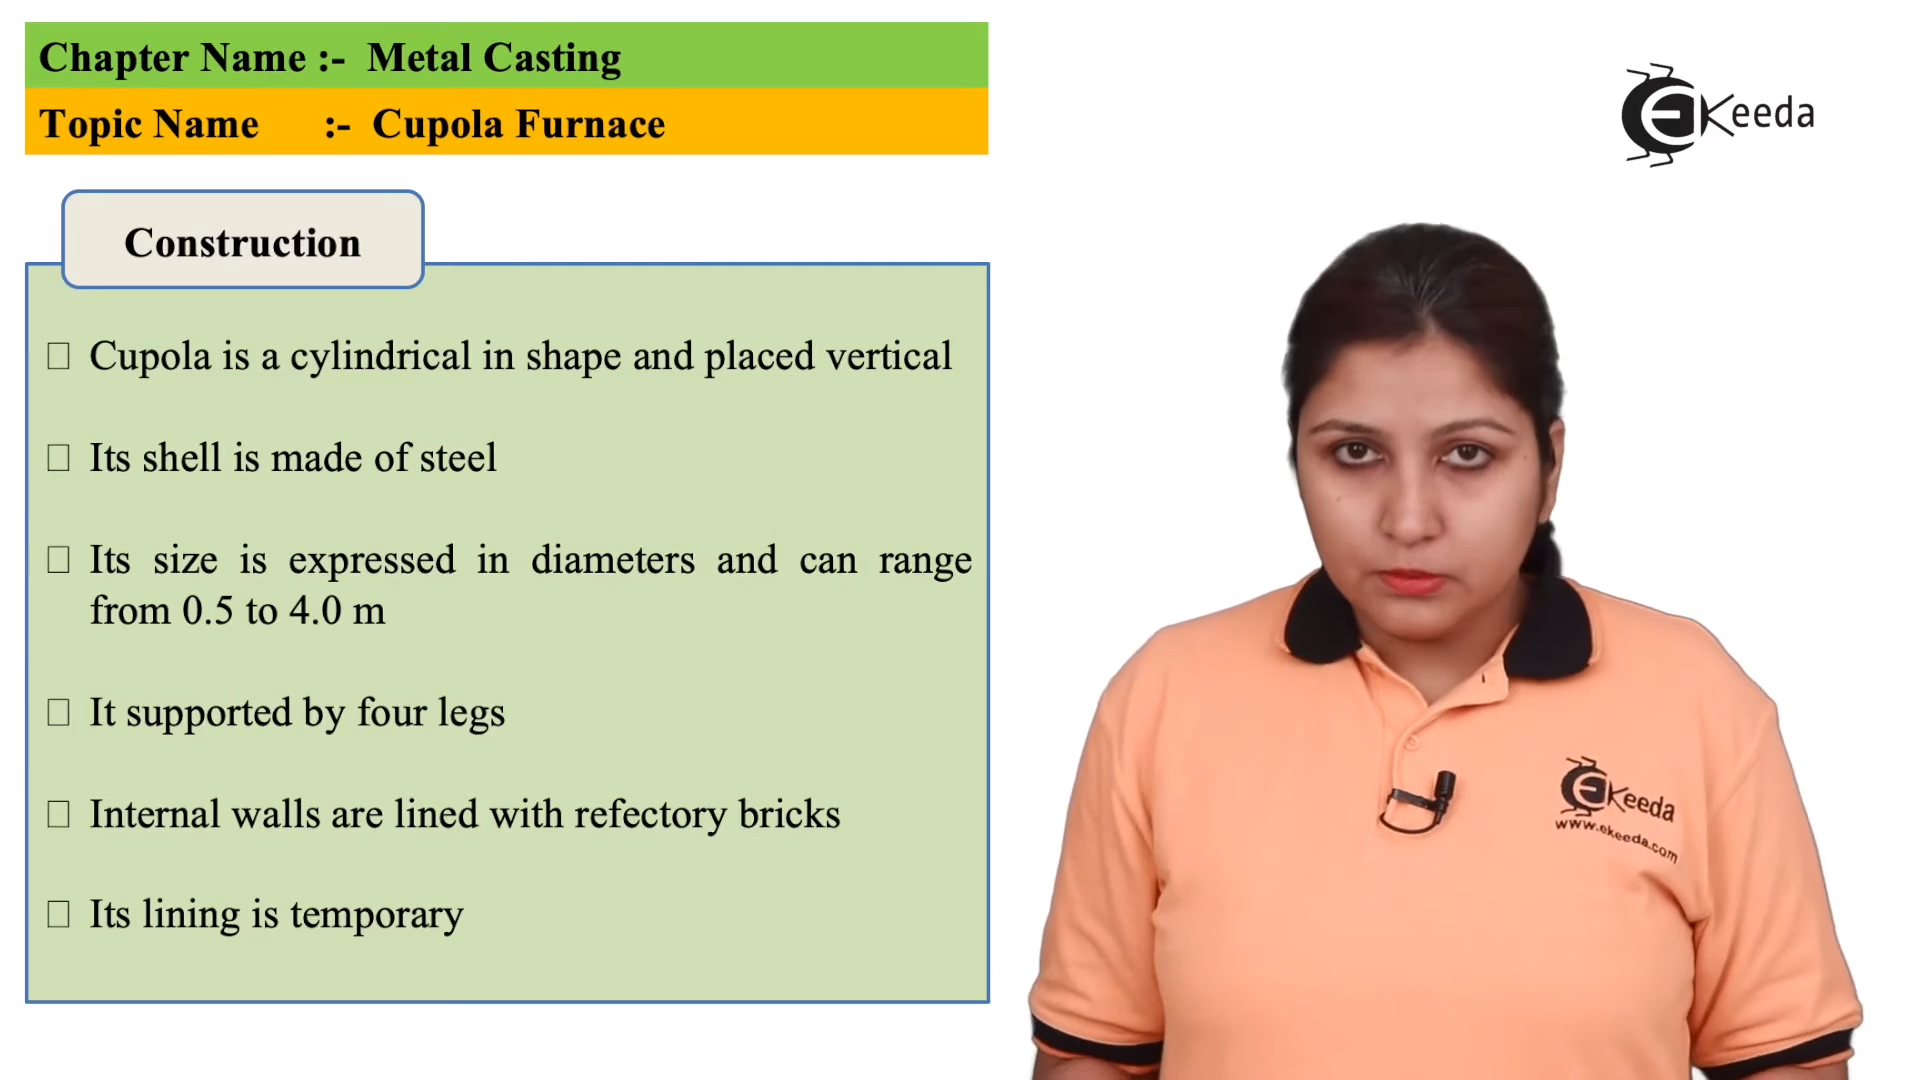 Chapter Name :- Metal Casting
Topic Name :- Cupola Furnace
Keeda
Construction
Cupola is a cylindrical in shape and placed vertical
Its shell is made of steel
Its size is expressed in diameters and can range
from 0.5 to 4.0 m
It supported by four legs
Internal walls are lined with refectory bricks
Its lining is temporary
Keeda
www.ekeeda.com